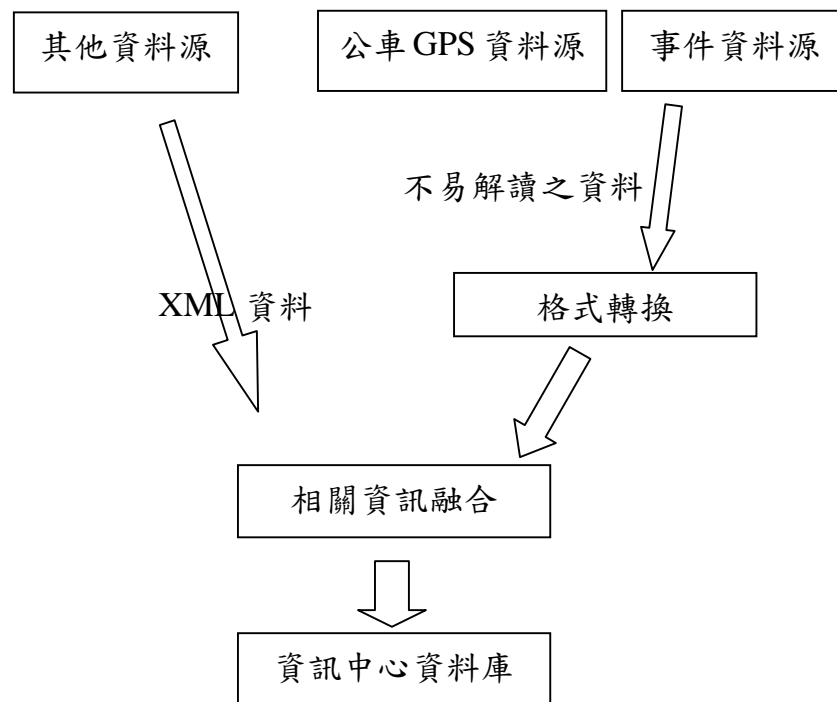 其他資料源
公車 GPS 資料源
事件資料源
不易解讀之資料
XML 資料
格式轉換
相關資訊融合
資訊中心資料庫